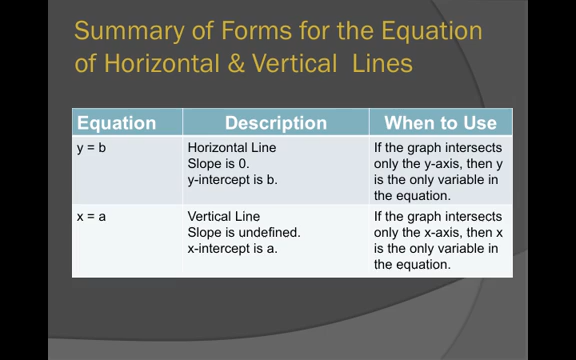 Summary of Forms for the Equation
of Horizontal & Vertical Lines
Equation Description When to Use
y = b
Horizontal Line
Slope is 0.
y-intercept is b.
If the graph intersects
only the y-axis, then y
is the only variable in
the equation.
x = a
Vertical Line
Slope is undefined.
x-intercept is a.
If the graph intersects
only the x-axis, then x
is the only variable in
the equation.